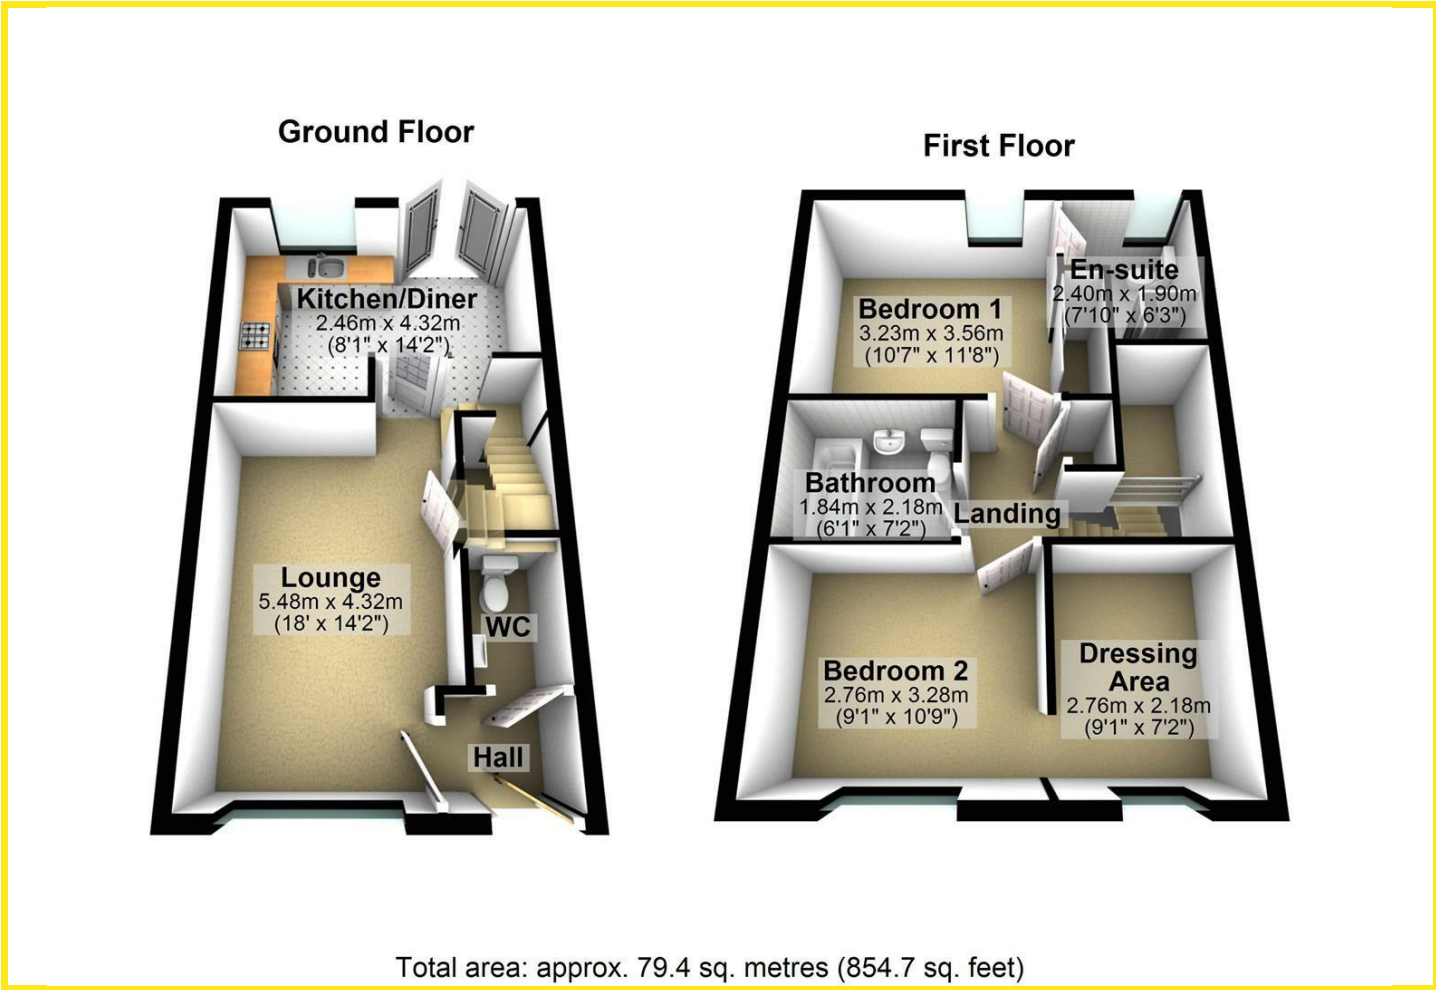 Ground Floor
Kitchen/Diner
2.46m x 4.32m
(8'1" x 14'2")
Lounge
5.48m x 4.32m
(18' x 14'2")
WC
Hall
First Floor
Bedroom 1
3.23m x 3.56m
(10'7" x 11'8")
En-suite
2.40m x 1.90m
(7'10" x 6'3")
Bathroom
1.84m x 2.18m
(6'1" x 7'2")
Landing
Bedroom 2
2.76m x 3.28m
(9'1" x 10'9")
Dressing
Area
2.76m x 2.18m
(9'1" x 7'2")
Total area: approx. 79.4 sq. metres (854.7 sq. feet)